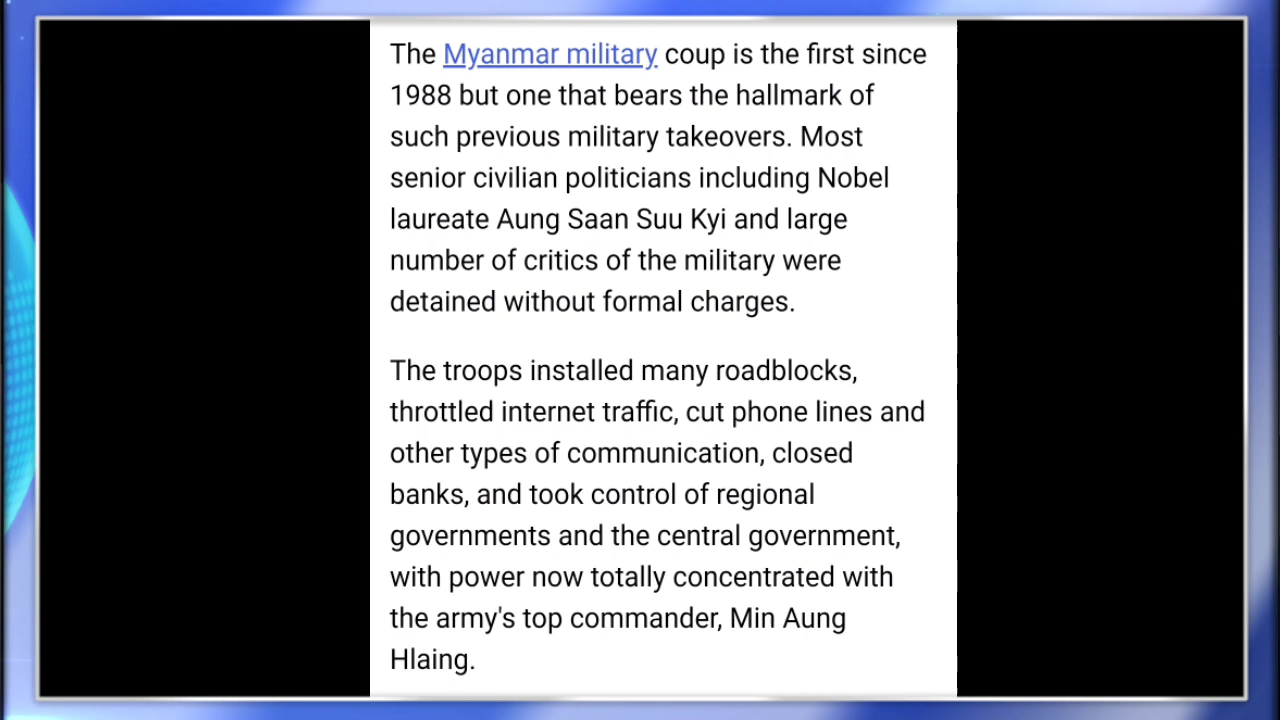 The Myanmar military coup is the first since
1988 but one that bears the hallmark of
such previous military takeovers. Most
senior civilian politicians including Nobel
laureate Aung Saan Suu Kyi and large
number of critics of the military were
detained without formal charges.
The troops installed many roadblocks,
throttled internet traffic, cut phone lines and
other types of communication, closed
banks, and took control of regional
governments and the central government,
with power now totally concentrated with
the army's top commander, Min Aung
Hlaing.